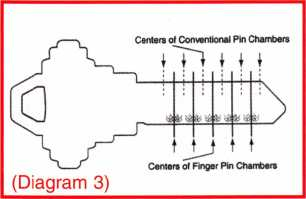 Centers of Conventional Pin Chambers
Centers of Finger Pin Chambers
(Diagram 3)